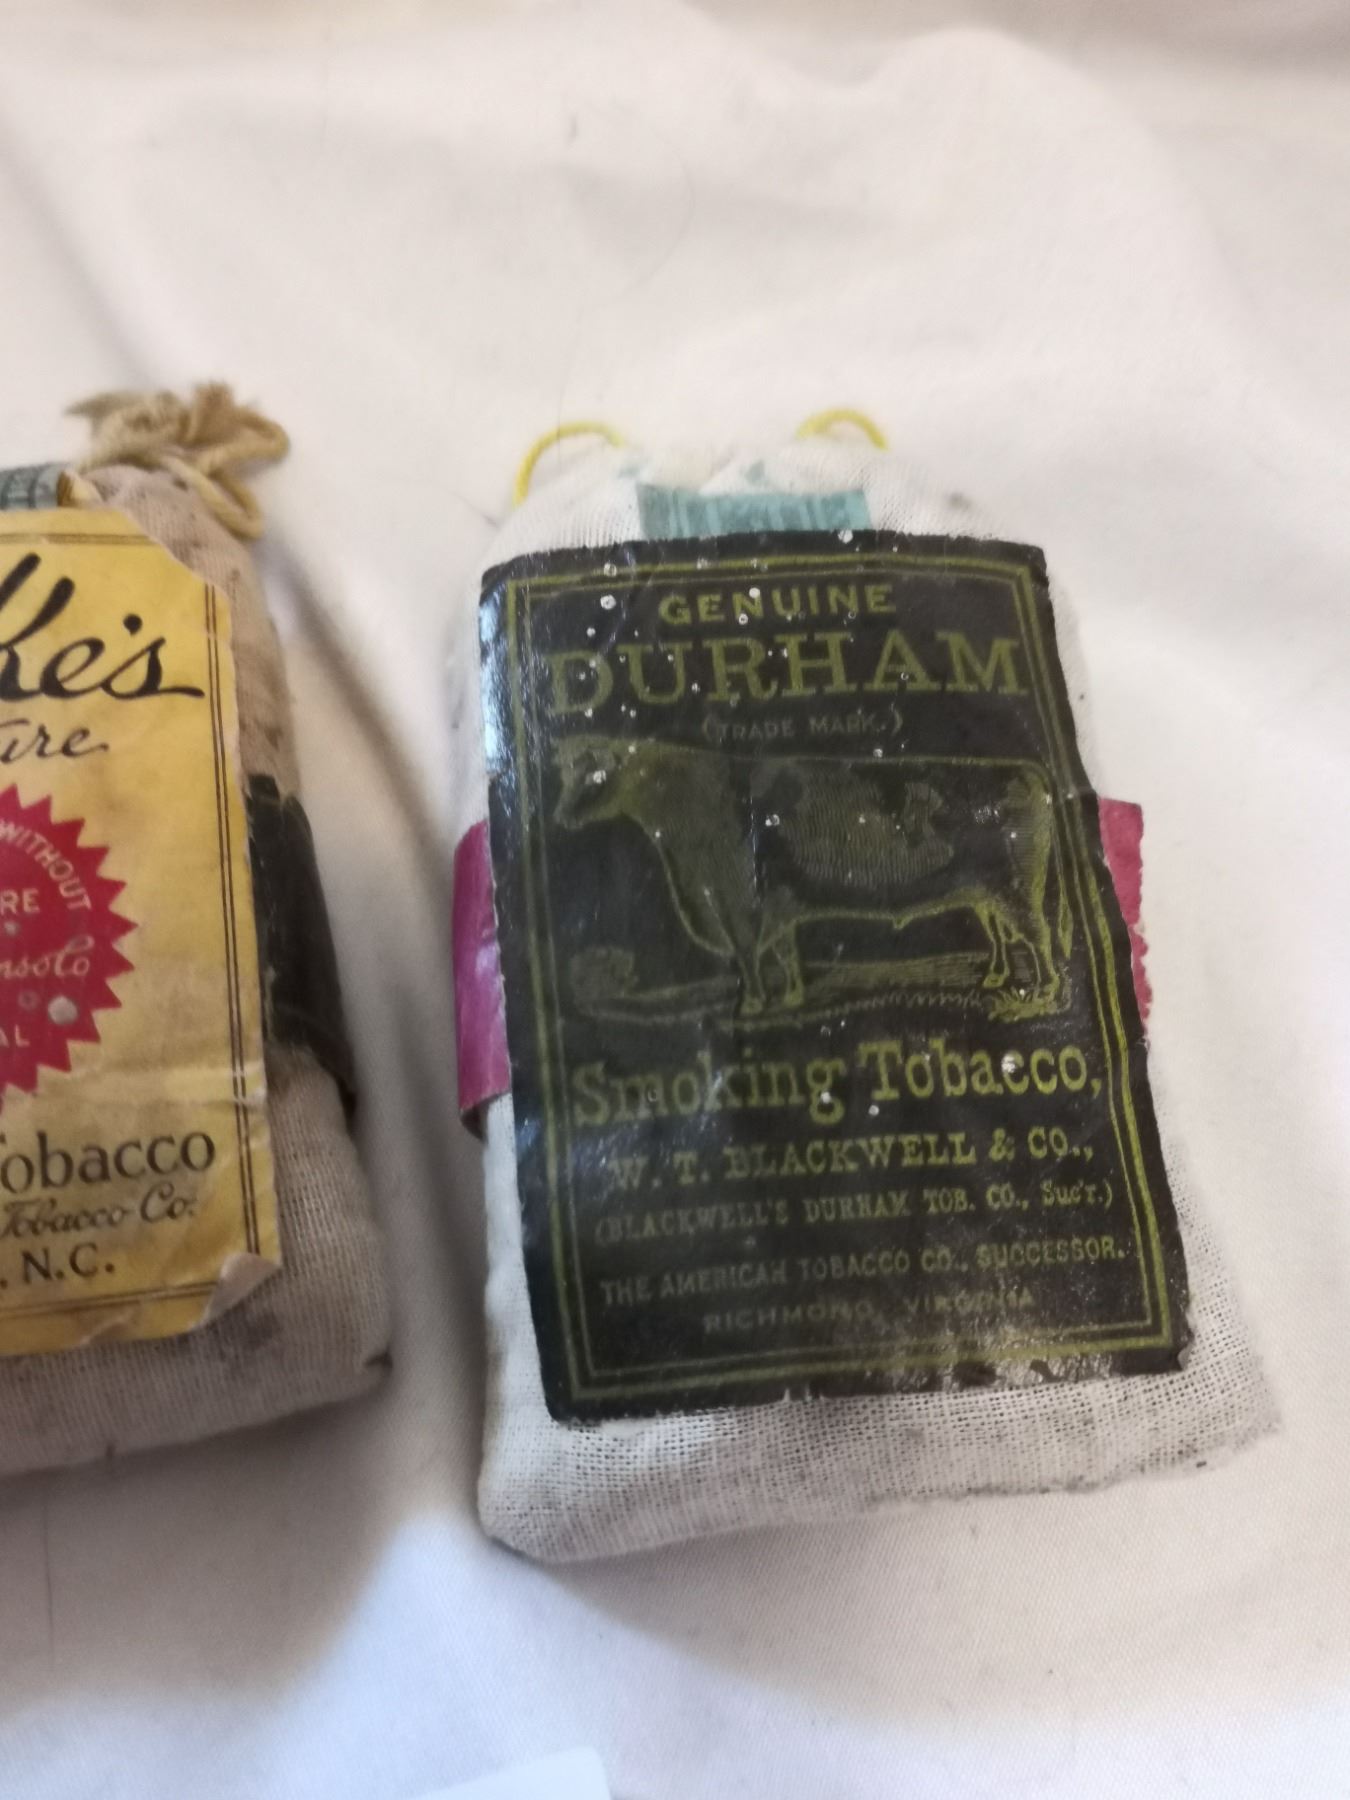 ke's
ure
WITHOUT
RE
nsolo
AL
Tobacco
Tobacco Co.
N.C.
GENUINE
DURHAM
(TRADE MARK.)
Smoking Tobacco,
W. T. BLACKWELL & CO.,
(BLACKWELL'S DURHAM TOB. CO., Suc'r.)
THE AMERICAN TOBACCO CO., SUCCESSOR.
RICHMOND, VIRGINIA